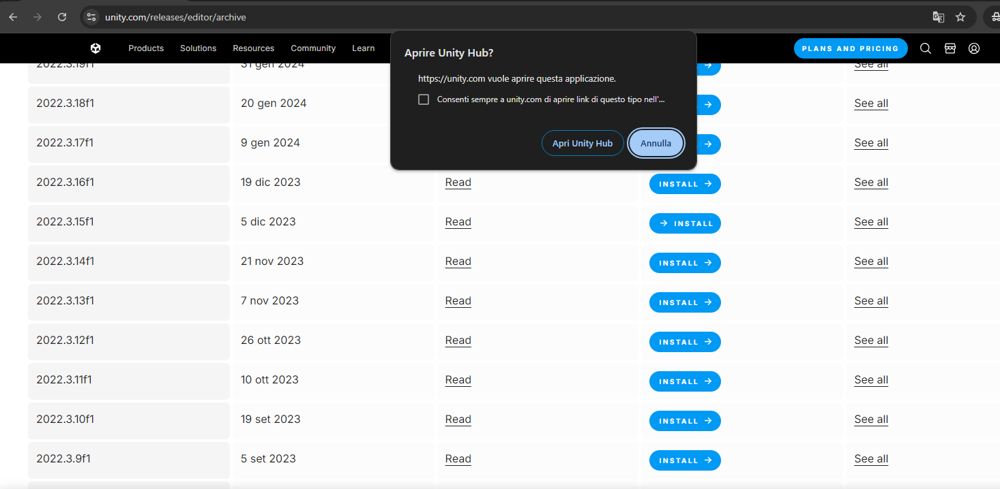 unity.com/releases/editor/archive
Products Solutions Resources Community Learn
PLANS AND PRICING
Aprire Unity Hub?
https://unity.com vuole aprire questa applicazione.
Consenti sempre a unity.com di aprire link di questo tipo nell'...
Apri Unity Hub Annulla
2022.3.19f1 31 gen 2024 See all
2022.3.18f1 20 gen 2024 See all
2022.3.17f1 9 gen 2024 See all
2022.3.16f1 19 dic 2023 Read INSTALL See all
2022.3.15f1 5 dic 2023 Read INSTALL See all
2022.3.14f1 21 nov 2023 Read INSTALL See all
2022.3.13f1 7 nov 2023 Read INSTALL See all
2022.3.12f1 26 ott 2023 Read INSTALL See all
2022.3.11f1 10 ott 2023 Read INSTALL See all
2022.3.10f1 19 set 2023 Read INSTALL See all
2022.3.9f1 5 set 2023 Read INSTALL See all